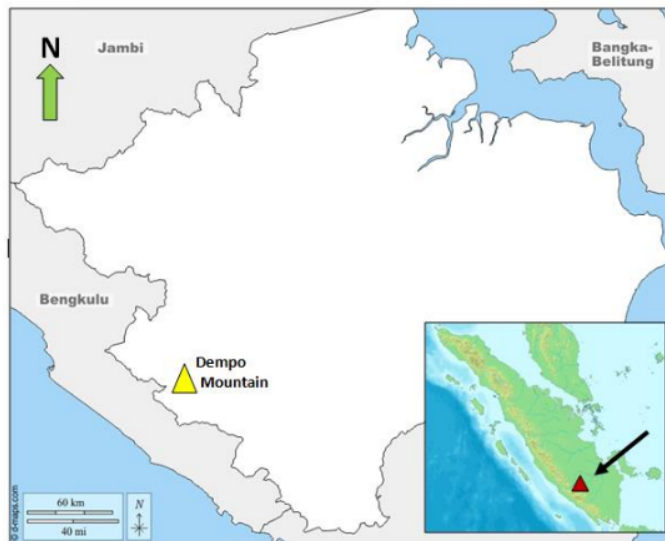 N
Jambi
Bangka-
Belitung
Bengkulu
Dempo
Mountain
60 km
40 mi
N
© d-maps.com